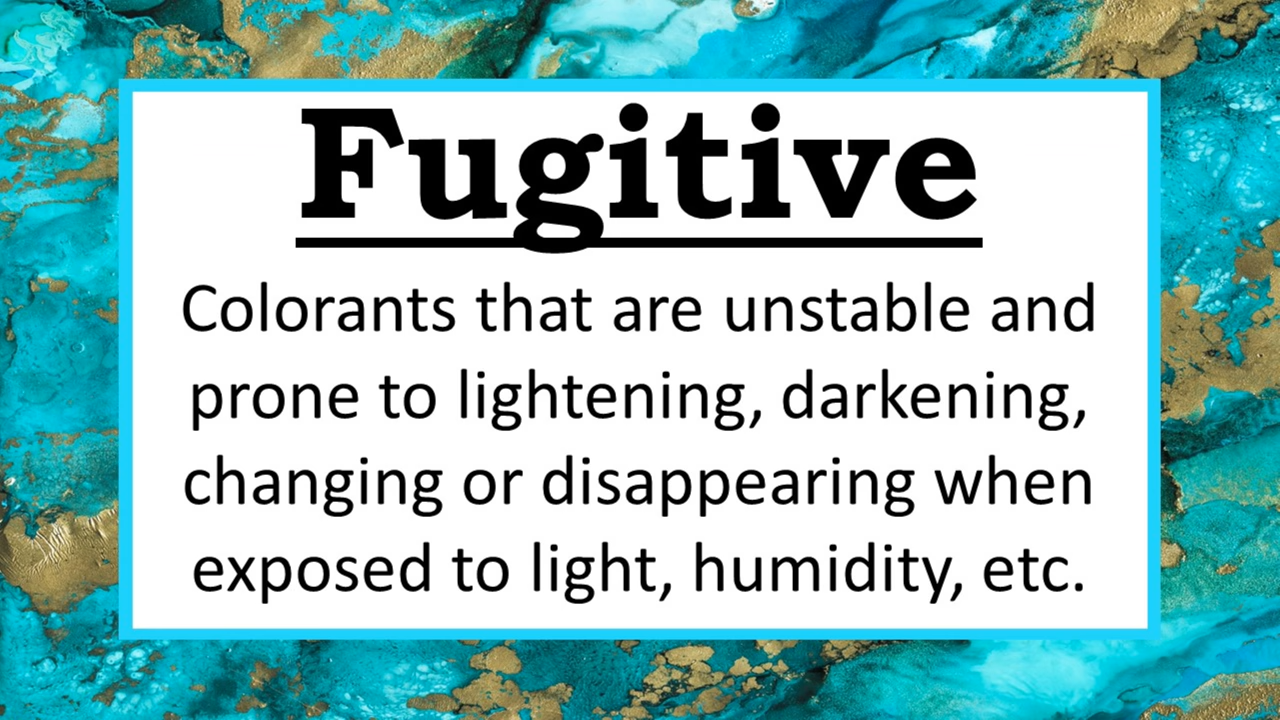 Fugitive
Colorants that are unstable and
prone to lightening, darkening,
changing or disappearing when
exposed to light, humidity, etc.